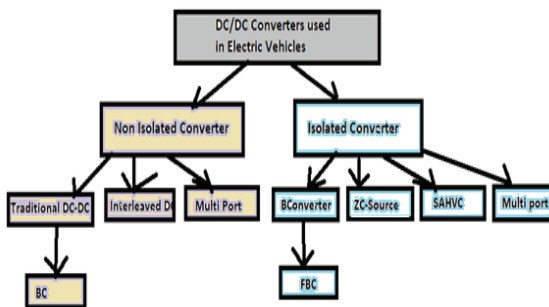 DC/DC Converters used
in Electric Vehicles
Non Isolated Converter
Isolated Converter
Traditional DC-DC
Interleaved DC
Multi Port
BConverter
ZC-Source
SAHVC
Multi port
BC
FBC